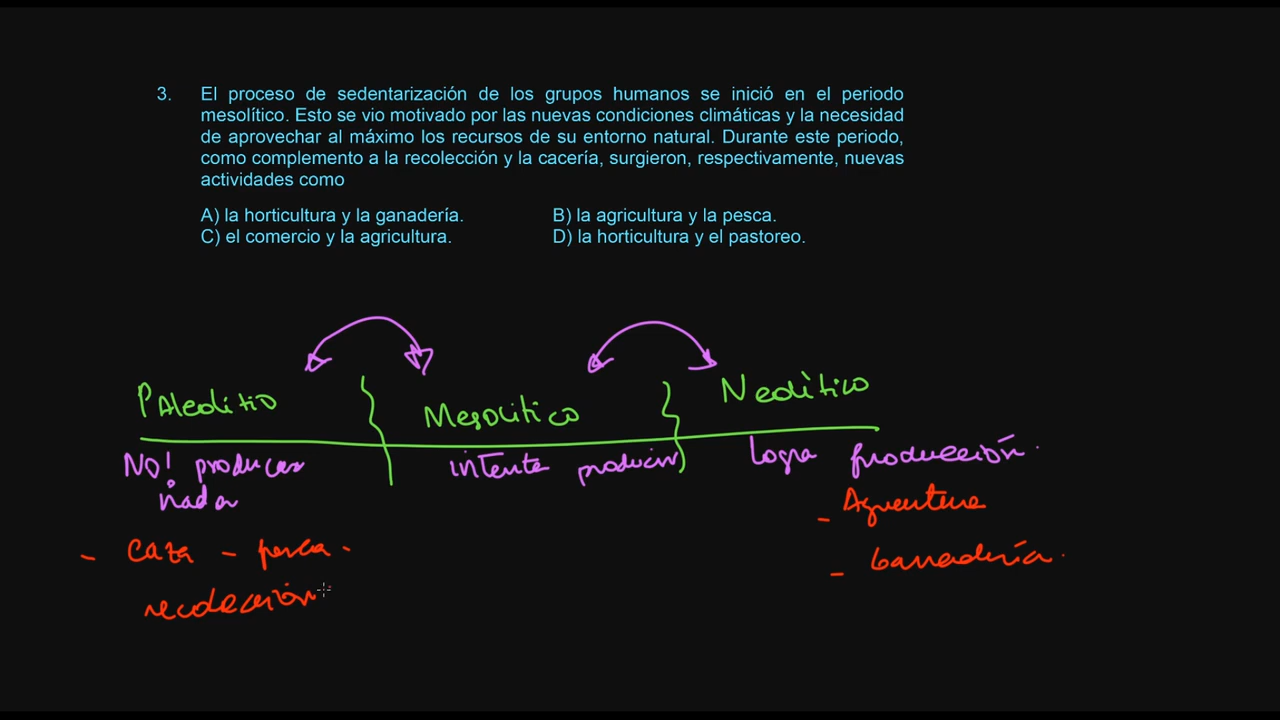 3. El proceso de sedentarización de los grupos humanos se inició en el periodo
mesolítico. Esto se vio motivado por las nuevas condiciones climáticas y la necesidad
de aprovechar al máximo los recursos de su entorno natural. Durante este periodo,
como complemento a la recolección y la cacería, surgieron, respectivamente, nuevas
actividades como
A) la horticultura y la ganadería. B) la agricultura y la pesca.
C) el comercio y la agricultura. D) la horticultura y el pastoreo.
Paleolitio Mesolitico Neolítico
No! producen intenta producir logra producción.
nada
- Agricultura
- Caza - pesca - - Ganadería.
recolección